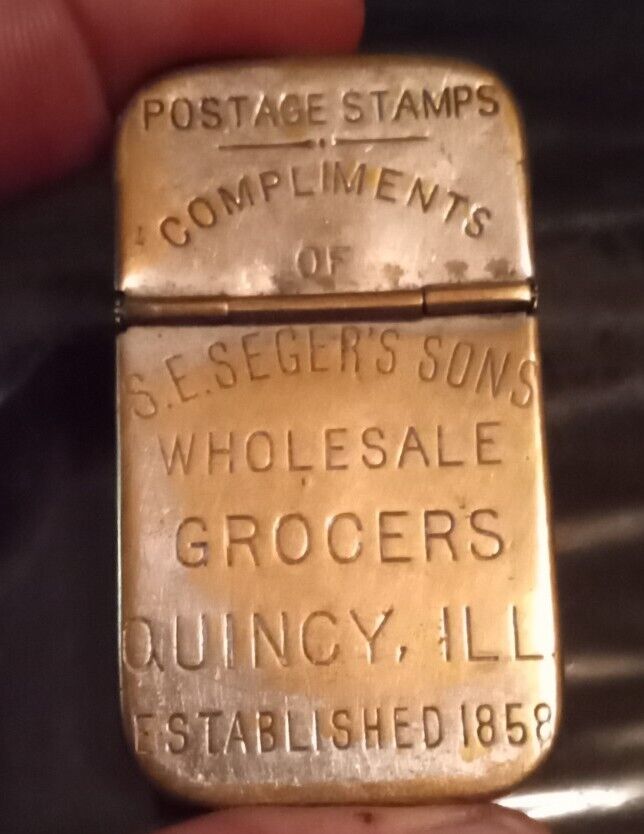 POSTAGE STAMPS
COMPLIMENTS
OF
S.E.SEGER'S SONS
WHOLESALE
GROCERS
QUINCY, ILL.
ESTABLISHED 1858